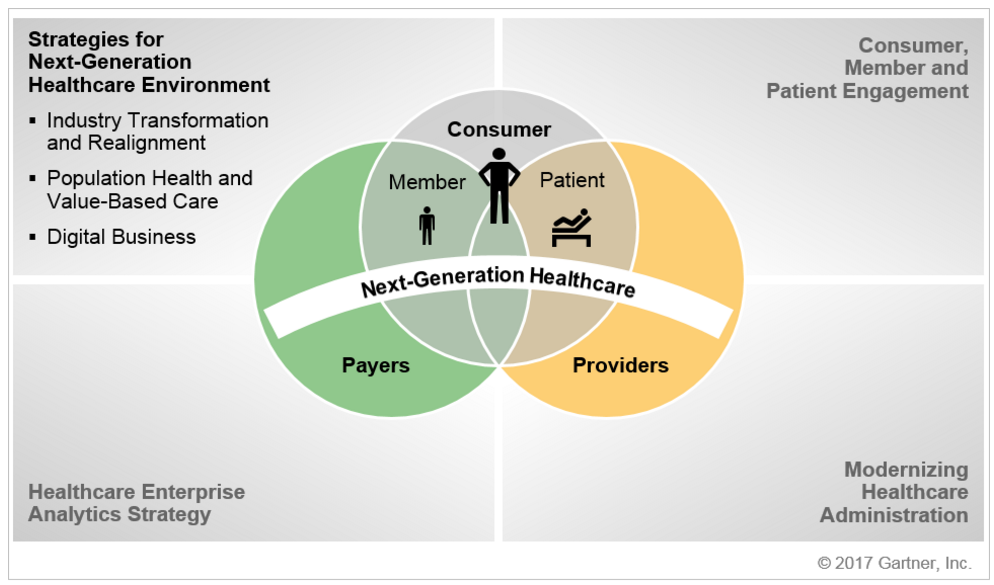 Strategies for
Next-Generation
Healthcare Environment
▪ Industry Transformation
and Realignment
▪ Population Health and
Value-Based Care
▪ Digital Business
Consumer,
Member and
Patient Engagement
Consumer
Member
Patient
Next-Generation Healthcare
Payers
Providers
Healthcare Enterprise
Analytics Strategy
Modernizing
Healthcare
Administration
© 2017 Gartner, Inc.